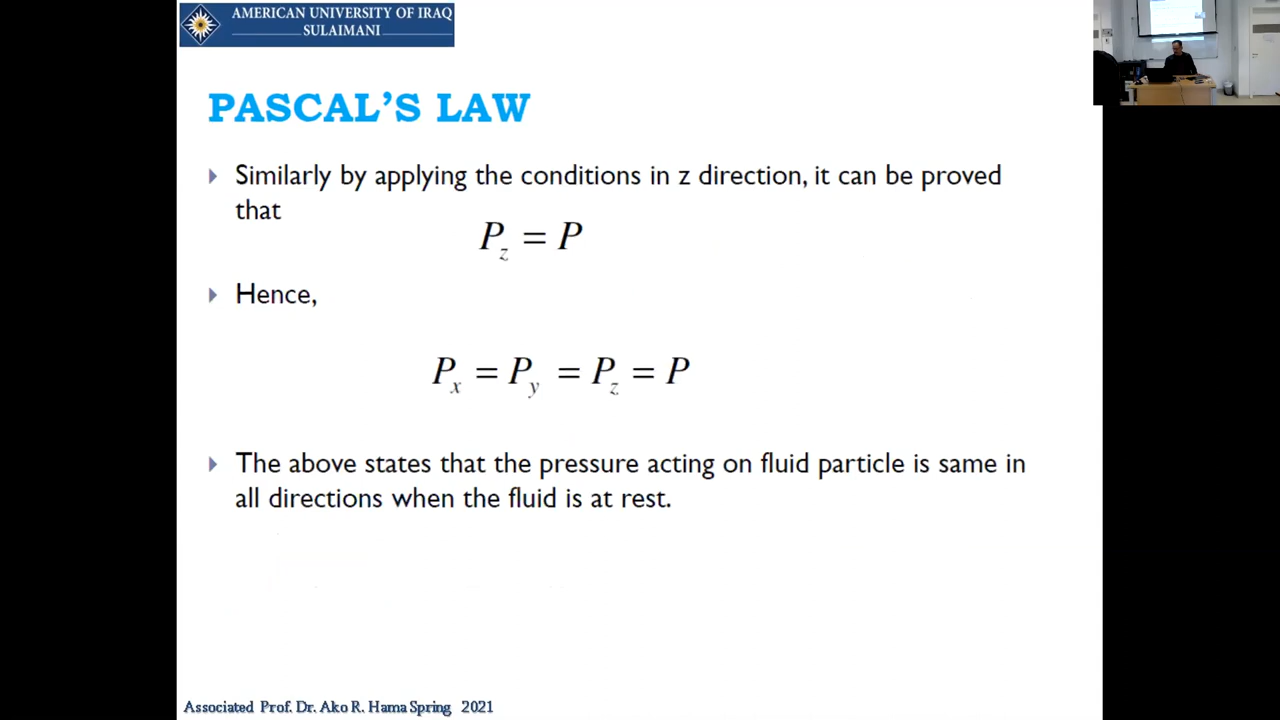 AMERICAN UNIVERSITY OF IRAQ
SULAIMANI
PASCAL'S LAW
Similarly by applying the conditions in z direction, it can be proved
that
P_z = P
Hence,
P_x = P_y = P_z = P
The above states that the pressure acting on fluid particle is same in
all directions when the fluid is at rest.
Associated Prof. Dr. Ako R. Hama Spring 2021